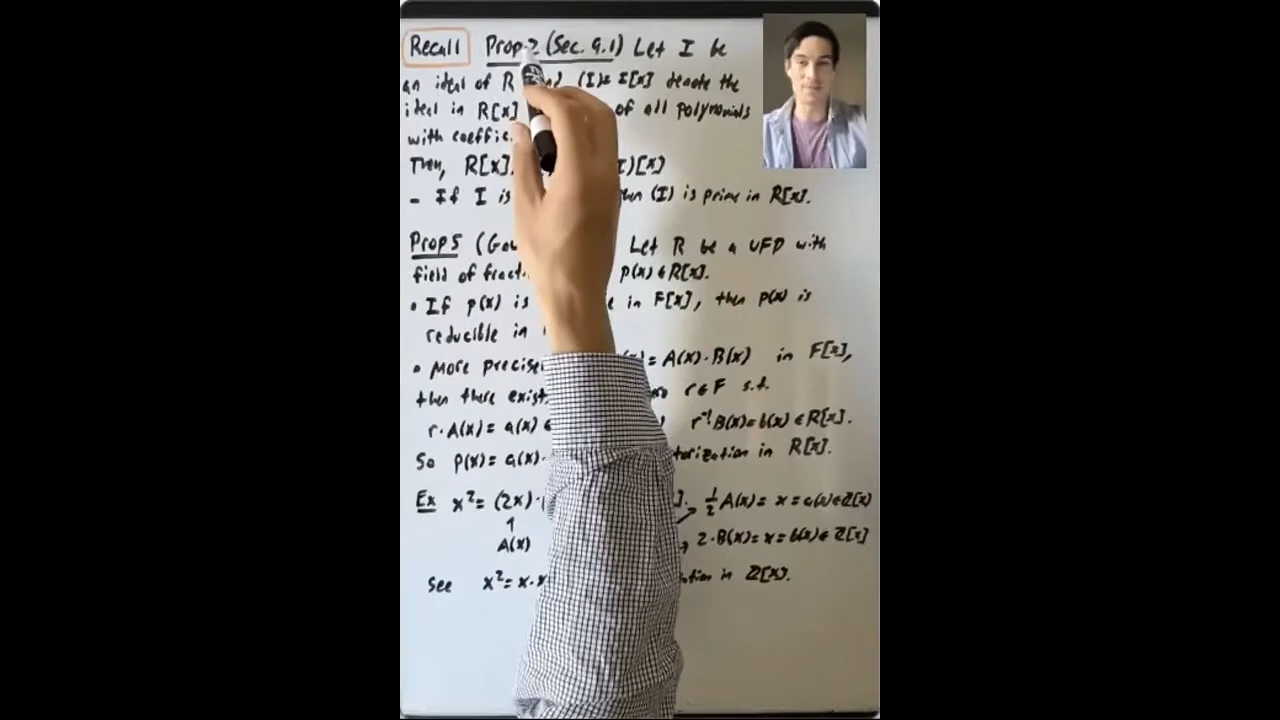 Recall Prop 2 (Sec. 9.1) Let I be
an ideal of R (I)= I[x] denote the
ideal in R[x] of all polynomials
with coeffic
Then, R[x] I)[x]
- If I is (I) is prime in R[x].
Prop 5 (Gau Let R be a UFD with
field of fract p(x) ∈ R[x].
• If p(x) is in F[x], then p(x) is
reducible in
• More precise = A(x)·B(x) in F[x],
then there exist r∈F s.t.
r·A(x) = a(x) ∈ r⁻¹B(x)=b(x) ∈ R[x].
So p(x) = a(x)· torization in R[x].
Ex x² = (2x)· ]. ½A(x) = x = a(x) ∈ Z[x]
↑
A(x) 2·B(x) = x = b(x) ∈ Z[x]
See x² = x·x in Z[x].